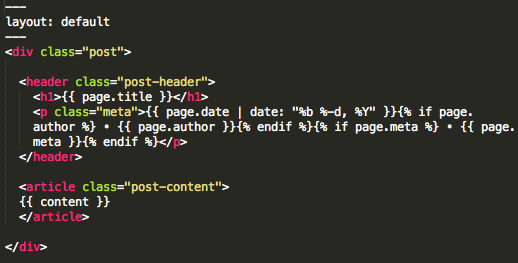 ---
layout: default
---
<div class="post">
<header class="post-header">
<h1>{{ page.title }}</h1>
<p class="meta">{{ page.date | date: "%b %-d, %Y" }}{% if page.
author %} • {{ page.author }}{% endif %}{% if page.meta %} • {{ page.
meta }}{% endif %}</p>
</header>
<article class="post-content">
{{ content }}
</article>
</div>